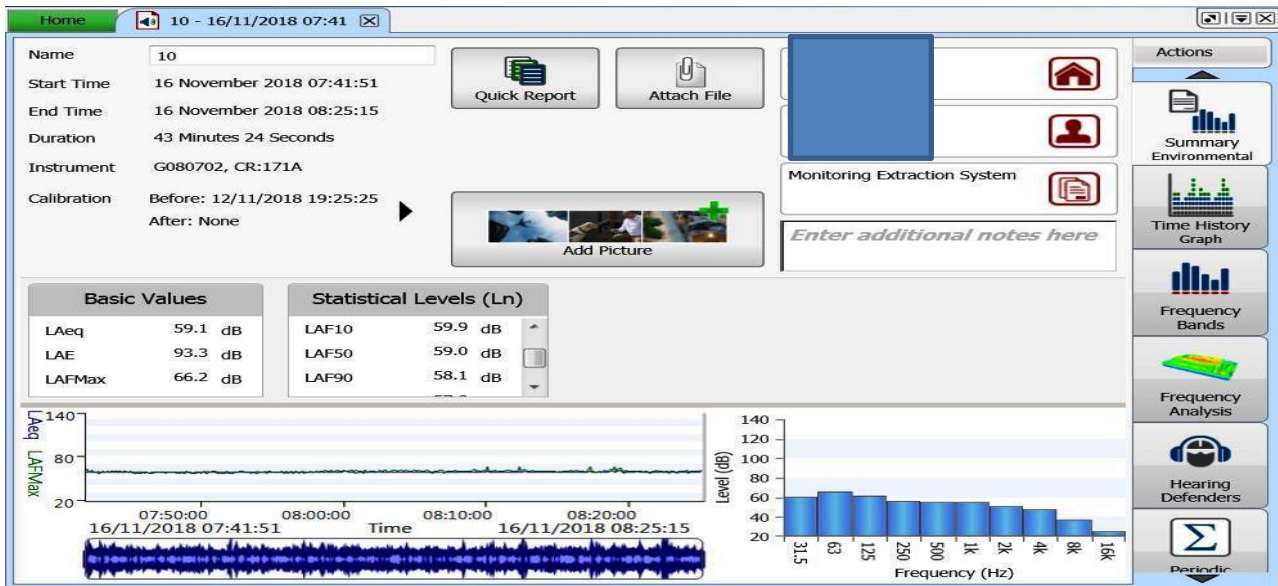 Home
10 - 16/11/2018 07:41
Name 10
Start Time 16 November 2018 07:41:51
End Time 16 November 2018 08:25:15
Duration 43 Minutes 24 Seconds
Instrument G080702, CR:171A
Calibration Before: 12/11/2018 19:25:25
After: None
Quick Report
Attach File
Add Picture
Monitoring Extraction System
Enter additional notes here
Actions
Summary
Environmental
Time History
Graph
Frequency
Bands
Frequency
Analysis
Hearing
Defenders
Periodic
Basic Values
LAeq 59.1 dB
LAE 93.3 dB
LAFMax 66.2 dB
Statistical Levels (Ln)
LAF10 59.9 dB
LAF50 59.0 dB
LAF90 58.1 dB
LAeq LAFMax
140
80
20
07:50:00 08:00:00 08:10:00 08:20:00
16/11/2018 07:41:51 Time 16/11/2018 08:25:15
Level (dB)
140
120
100
80
60
40
20
31.5 63 125 250 500 1k 2k 4k 8k 16k
Frequency (Hz)